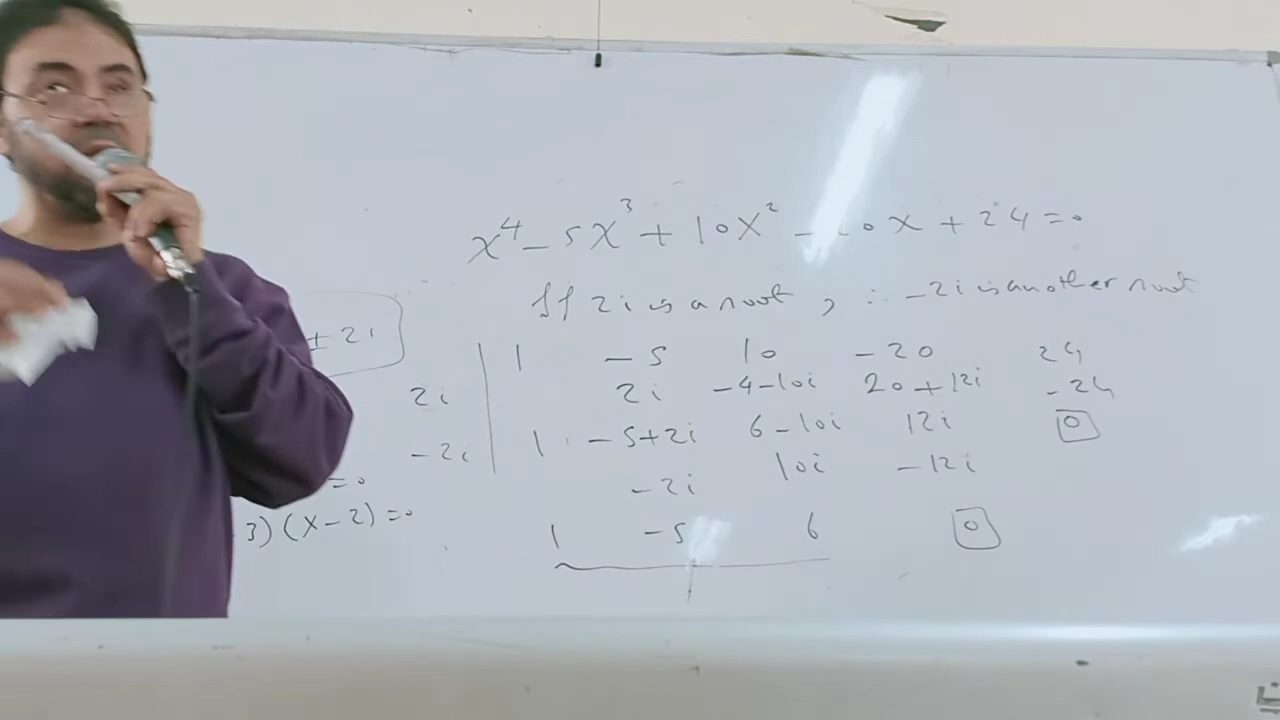 x⁴ - 5x³ + 10x² - 20x + 24 = 0
If 2i is a root , ∴ -2i is another root
± 2i
1 -5 10 -20 24
2i 2i -4-10i 20+12i -24
1 -5+2i 6-10i 12i 0
-2i -2i 10i -12i
= 0
3)(x-2) = 0
1 -5 6 0